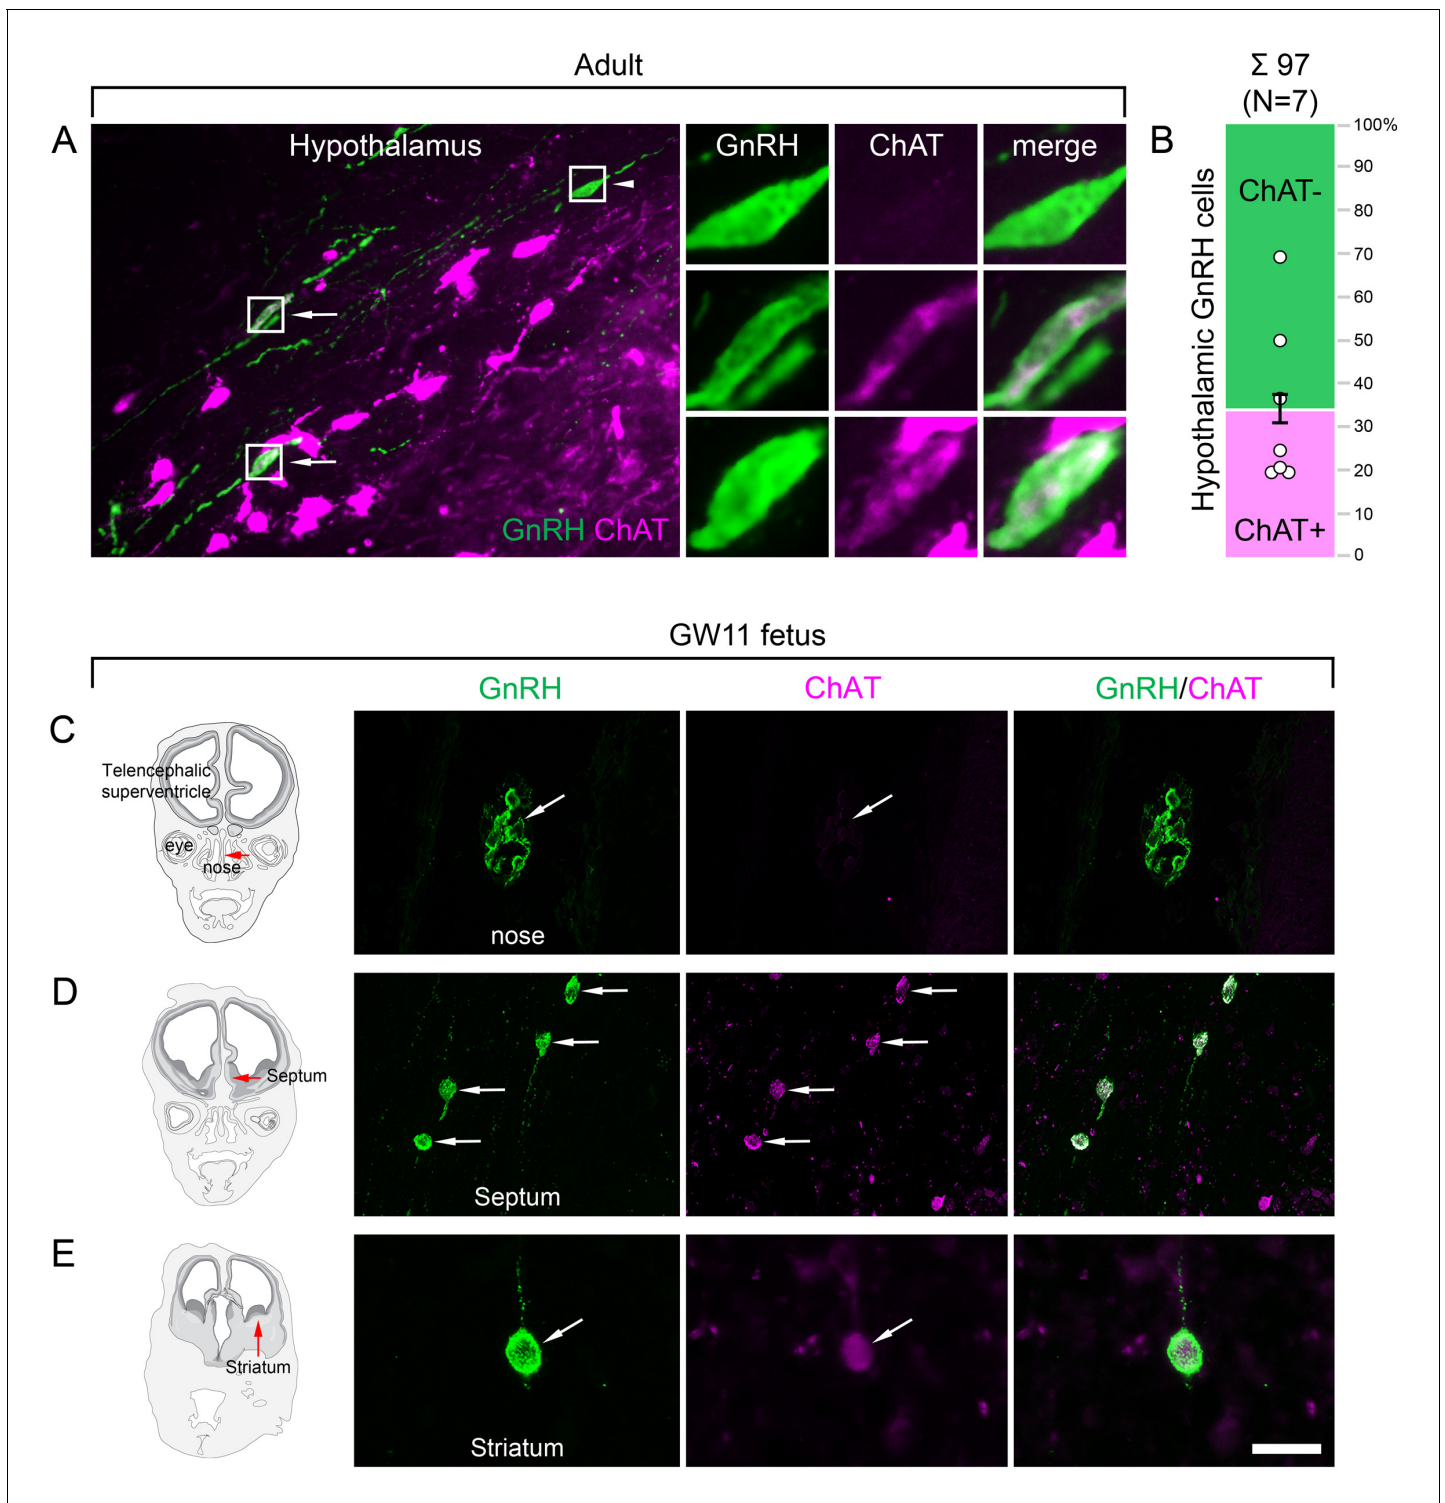 Adult
Σ 97
(N=7)
A
Hypothalamus
GnRH
ChAT
merge
GnRH ChAT
B
Hypothalamic GnRH cells
ChAT-
ChAT+
100%
90
80
70
60
50
40
30
20
10
0
GW11 fetus
GnRH
ChAT
GnRH/ChAT
C
Telencephalic
superventricle
eye
nose
nose
D
Septum
Septum
E
Striatum
Striatum